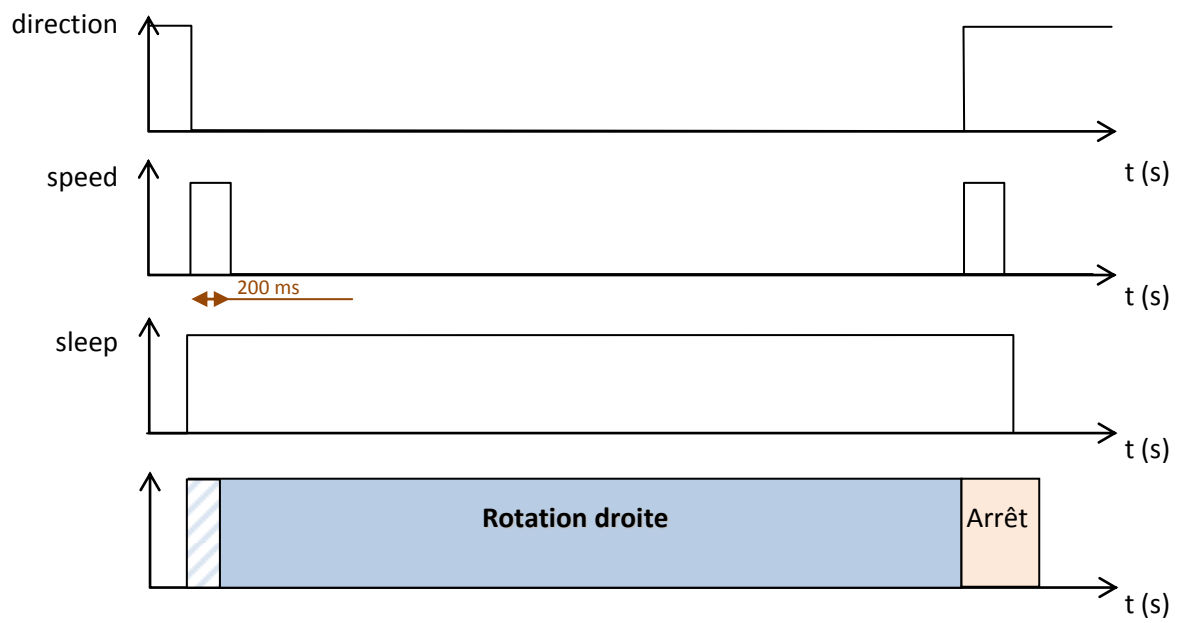 direction
t (s)
speed
200 ms
t (s)
sleep
t (s)
Rotation droite
Arrêt
t (s)